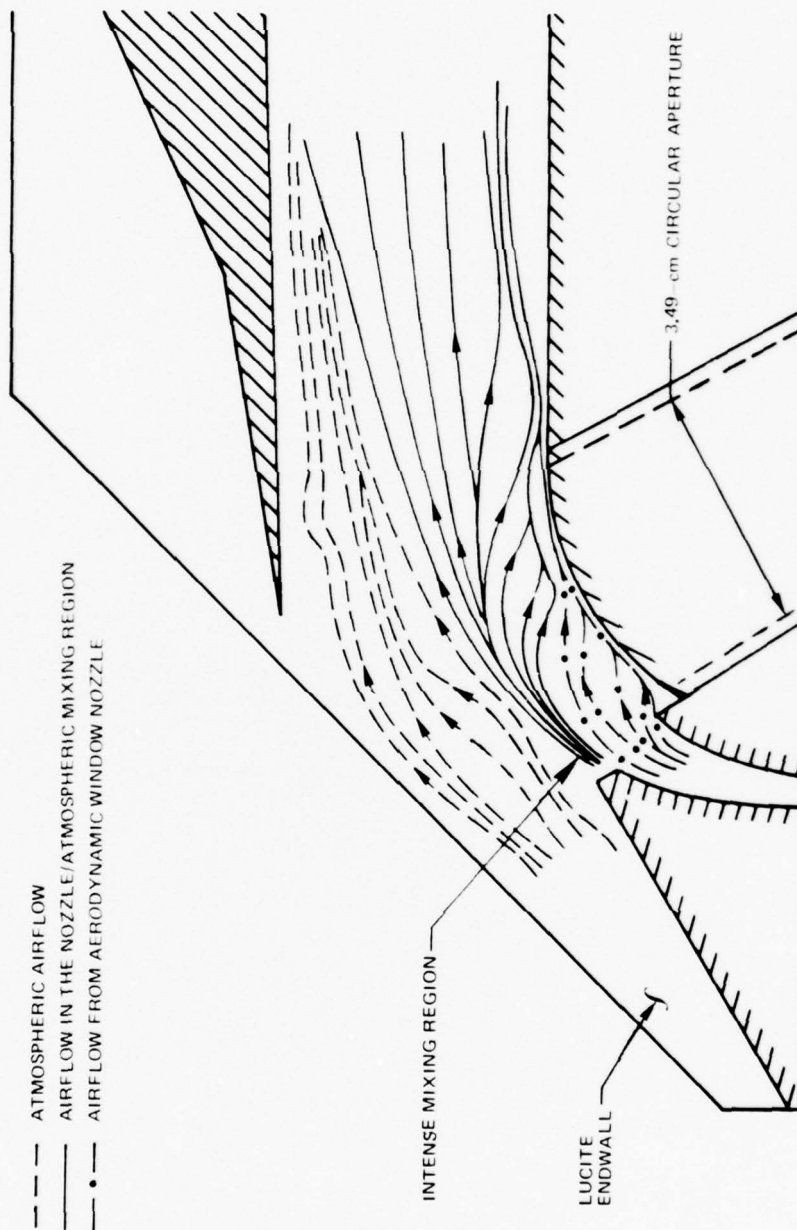 ATMOSPHERIC AIRFLOW
AIRFLOW IN THE NOZZLE/ATMOSPHERIC MIXING REGION
AIRFLOW FROM AERODYNAMIC WINDOW NOZZLE
INTENSE MIXING REGION
LUCITE
ENDWALL
3.49-cm CIRCULAR APERTURE